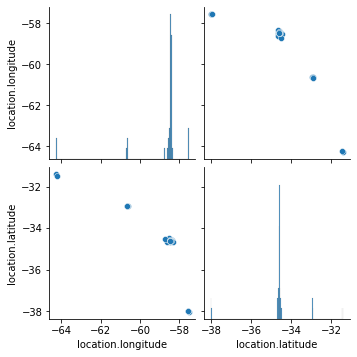 −58
−60
−62
−64
location.longitude
−32
−34
−36
−38
location.latitude
−64 −62 −60 −58
location.longitude
−38 −36 −34 −32
location.latitude